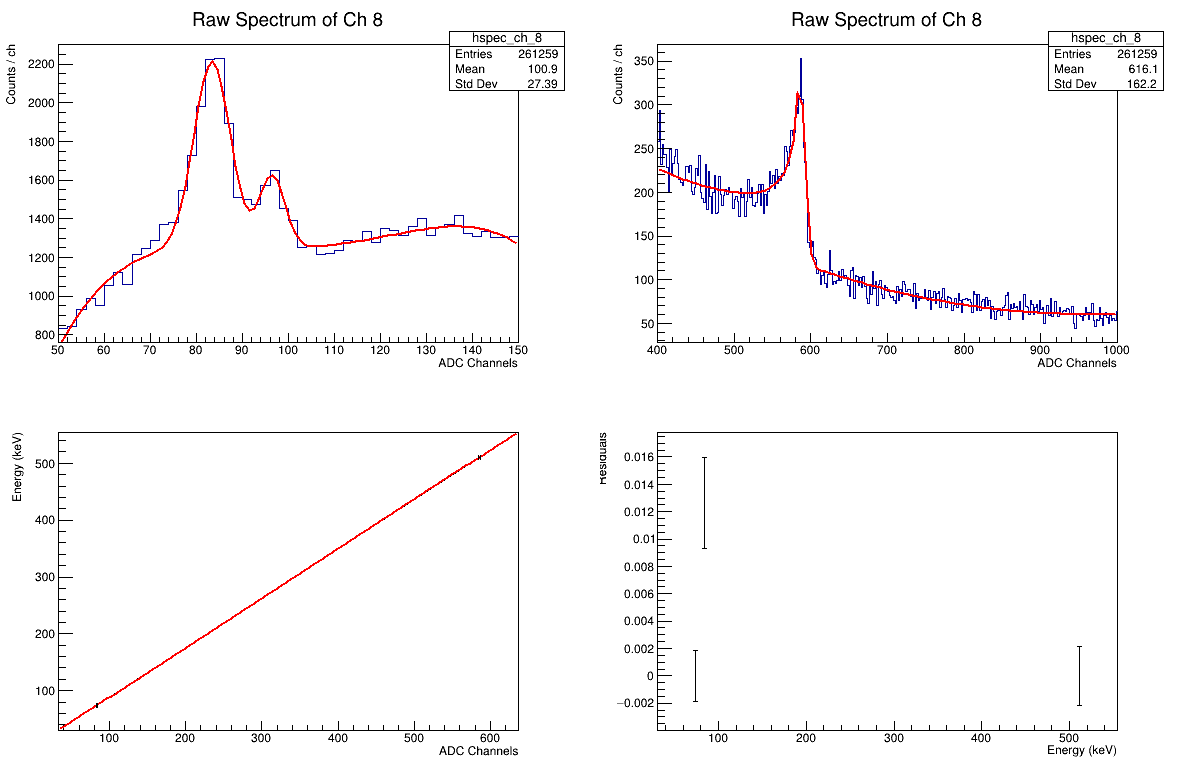 Raw Spectrum of Ch 8
hspec_ch_8
Entries 261259
Mean 100.9
Std Dev 27.39
Counts / ch
2200
2000
1800
1600
1400
1200
1000
800
50 60 70 80 90 100 110 120 130 140 150
ADC Channels
Raw Spectrum of Ch 8
hspec_ch_8
Entries 261259
Mean 616.1
Std Dev 162.2
Counts / ch
350
300
250
200
150
100
50
400 500 600 700 800 900 1000
ADC Channels
Energy (keV)
500
400
300
200
100
100 200 300 400 500 600
ADC Channels
Residuals
0.016
0.014
0.012
0.01
0.008
0.006
0.004
0.002
0
−0.002
100 200 300 400 500
Energy (keV)